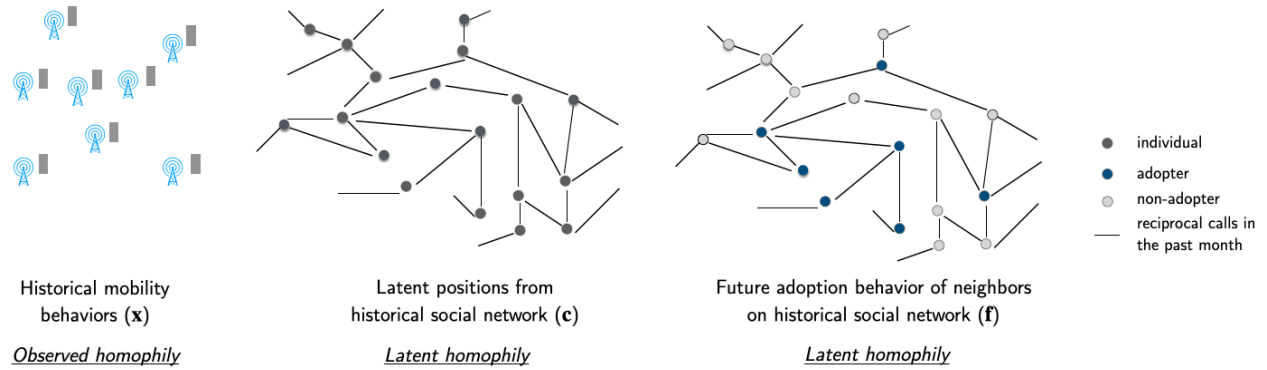 individual
adopter
non-adopter
reciprocal calls in
the past month
Historical mobility
behaviors (x)
Observed homophily
Latent positions from
historical social network (c)
Latent homophily
Future adoption behavior of neighbors
on historical social network (f)
Latent homophily